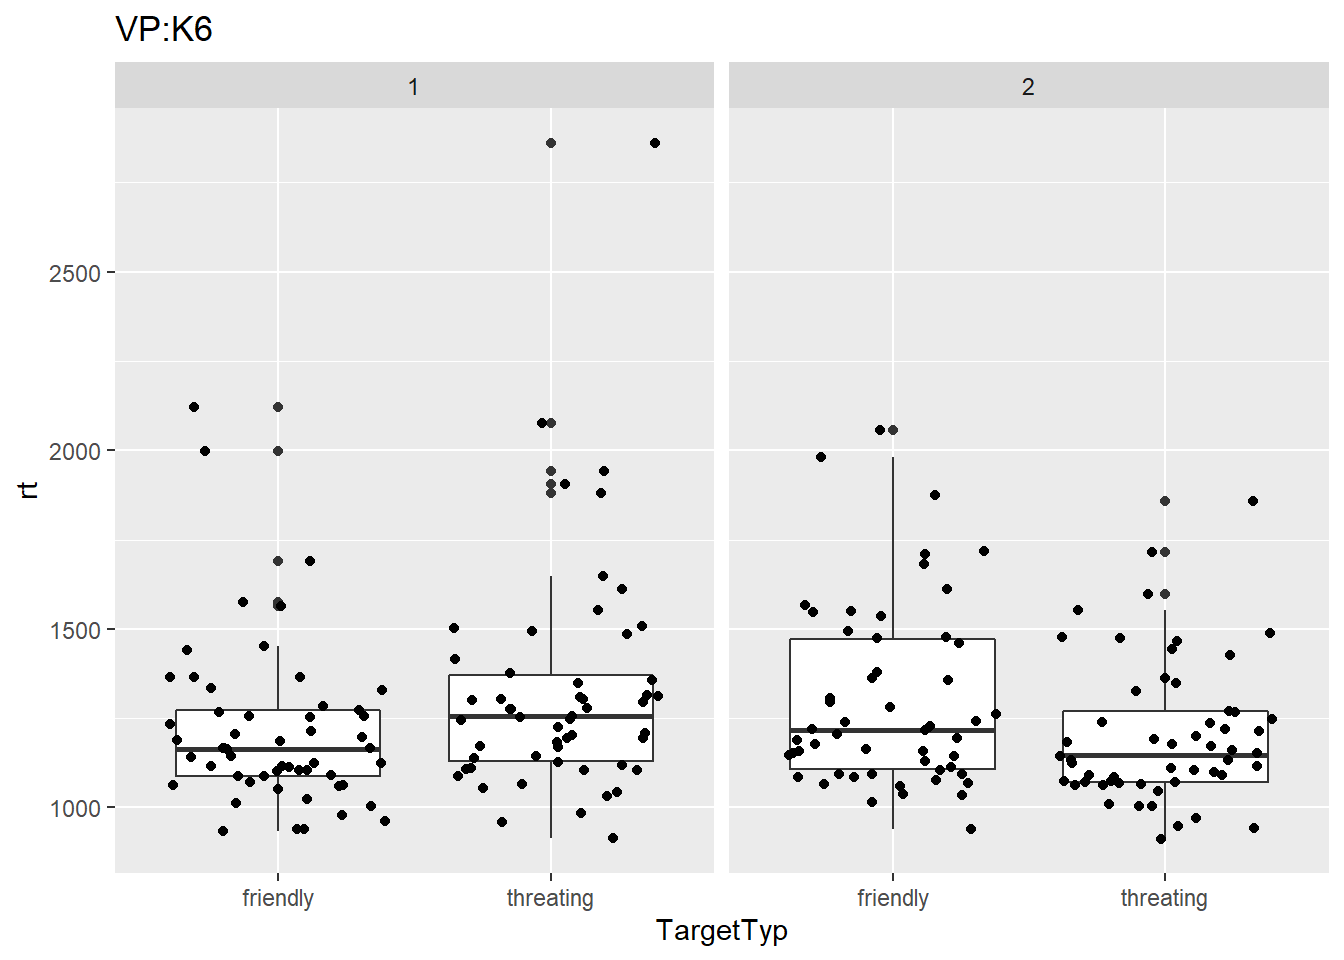 VP:K6
1
2
2500
2000
1500
1000
rt
friendly
threating
friendly
threating
TargetTyp